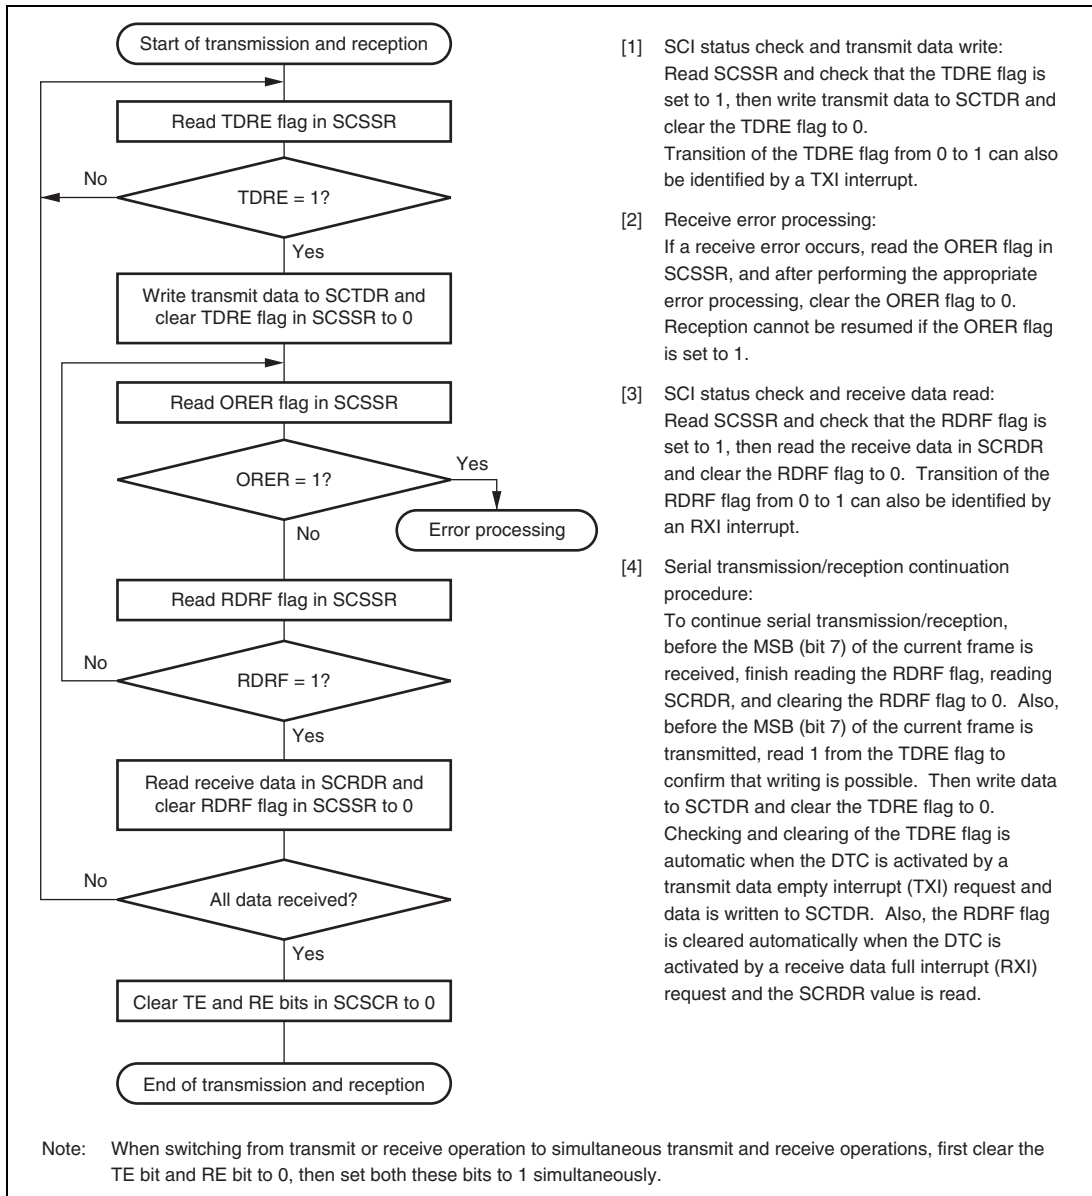 Start of transmission and reception
Read TDRE flag in SCSSR
No
TDRE = 1?
Yes
Write transmit data to SCTDR and
clear TDRE flag in SCSSR to 0
Read ORER flag in SCSSR
ORER = 1?
Yes
Error processing
No
Read RDRF flag in SCSSR
No
RDRF = 1?
Yes
Read receive data in SCRDR and
clear RDRF flag in SCSSR to 0
No
All data received?
Yes
Clear TE and RE bits in SCSCR to 0
End of transmission and reception
[1] SCI status check and transmit data write:
Read SCSSR and check that the TDRE flag is
set to 1, then write transmit data to SCTDR and
clear the TDRE flag to 0.
Transition of the TDRE flag from 0 to 1 can also
be identified by a TXI interrupt.
[2] Receive error processing:
If a receive error occurs, read the ORER flag in
SCSSR, and after performing the appropriate
error processing, clear the ORER flag to 0.
Reception cannot be resumed if the ORER flag
is set to 1.
[3] SCI status check and receive data read:
Read SCSSR and check that the RDRF flag is
set to 1, then read the receive data in SCRDR
and clear the RDRF flag to 0. Transition of the
RDRF flag from 0 to 1 can also be identified by
an RXI interrupt.
[4] Serial transmission/reception continuation
procedure:
To continue serial transmission/reception,
before the MSB (bit 7) of the current frame is
received, finish reading the RDRF flag, reading
SCRDR, and clearing the RDRF flag to 0. Also,
before the MSB (bit 7) of the current frame is
transmitted, read 1 from the TDRE flag to
confirm that writing is possible. Then write data
to SCTDR and clear the TDRE flag to 0.
Checking and clearing of the TDRE flag is
automatic when the DTC is activated by a
transmit data empty interrupt (TXI) request and
data is written to SCTDR. Also, the RDRF flag
is cleared automatically when the DTC is
activated by a receive data full interrupt (RXI)
request and the SCRDR value is read.
Note: When switching from transmit or receive operation to simultaneous transmit and receive operations, first clear the
TE bit and RE bit to 0, then set both these bits to 1 simultaneously.